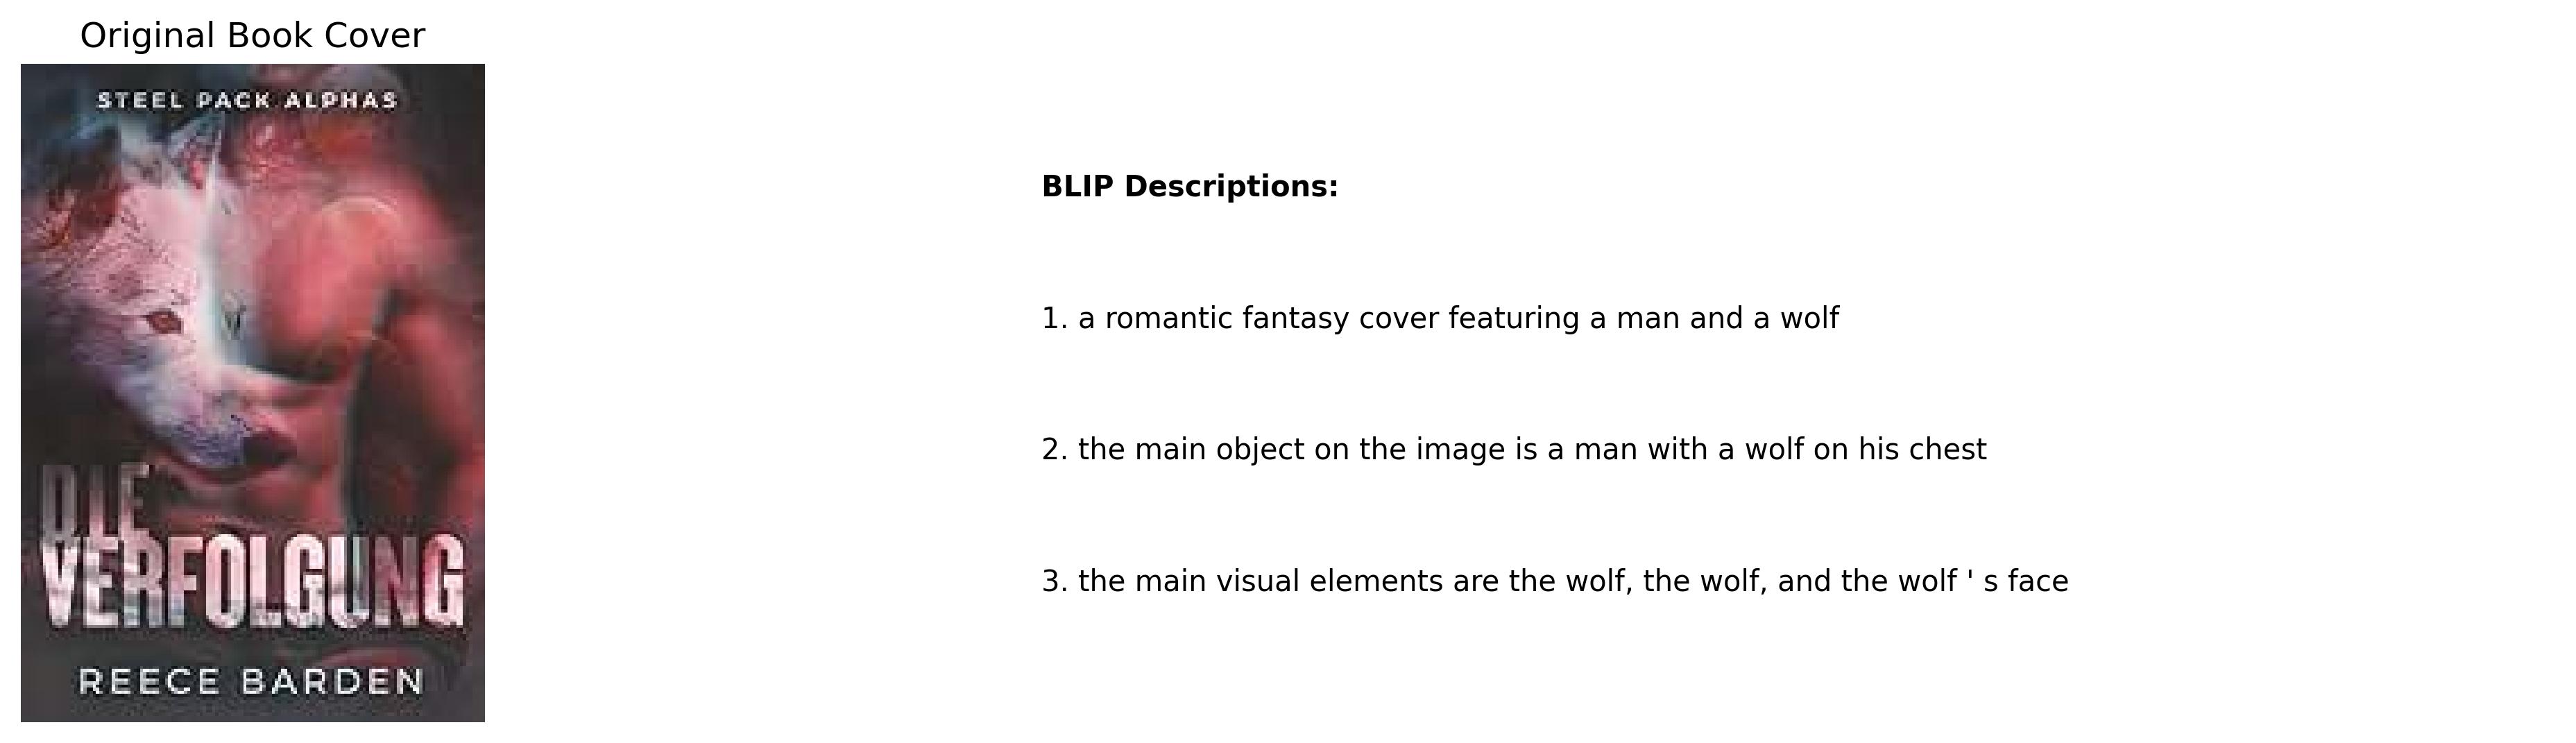 Original Book Cover
STEEL PACK ALPHAS
DIE
VERFOLGUNG
REECE BARDEN
BLIP Descriptions:
1. a romantic fantasy cover featuring a man and a wolf
2. the main object on the image is a man with a wolf on his chest
3. the main visual elements are the wolf, the wolf, and the wolf ' s face